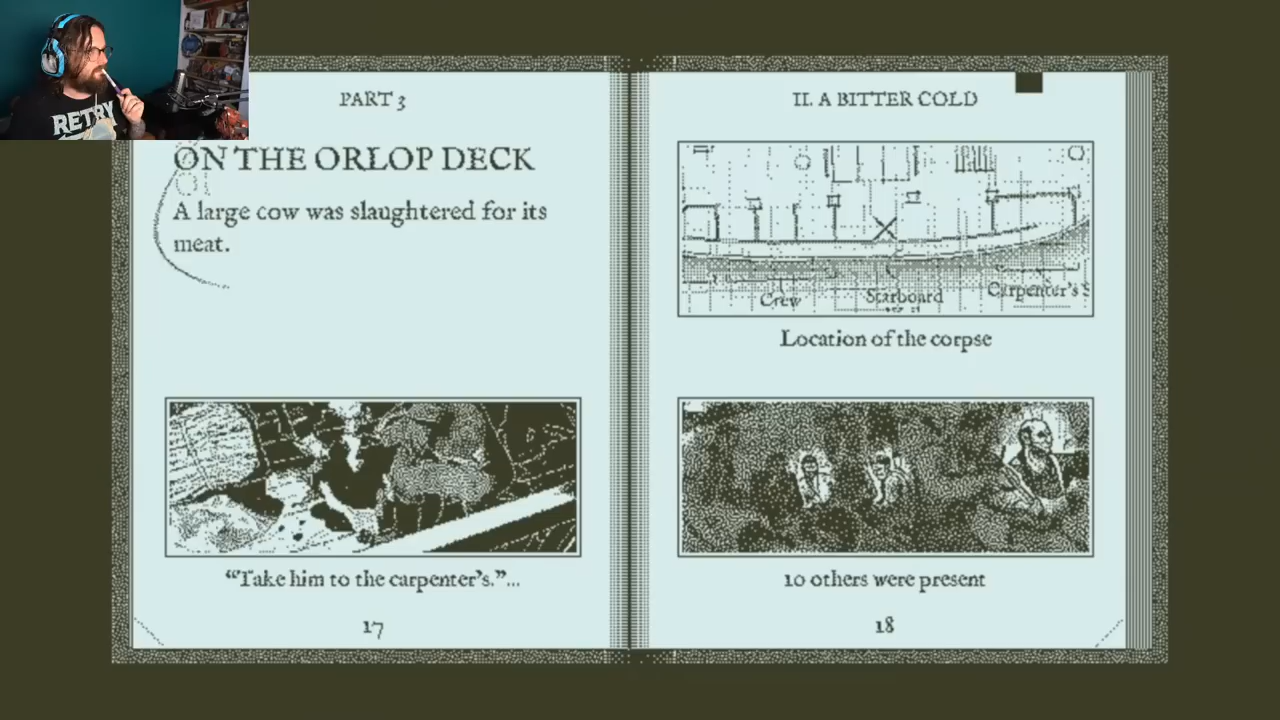 RETRY
PART 3
ON THE ORLOP DECK
A large cow was slaughtered for its
meat.
"Take him to the carpenter's."...
17
II. A BITTER COLD
Crew
Starboard
Carpenter's S
Location of the corpse
10 others were present
18